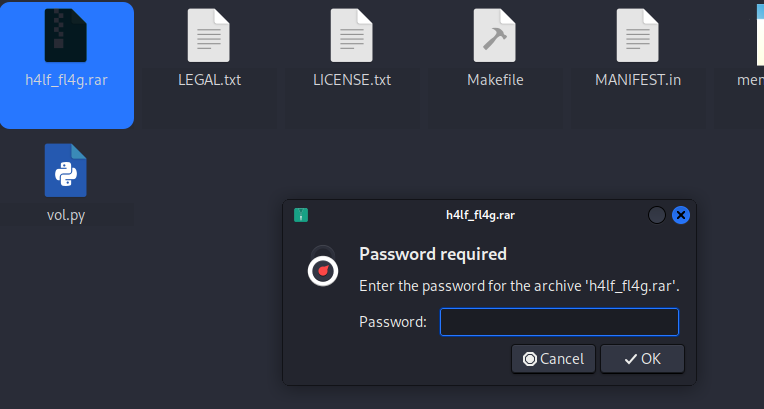 h4lf_fl4g.rar
LEGAL.txt
LICENSE.txt
Makefile
MANIFEST.in
vol.py
h4lf_fl4g.rar
Password required
Enter the password for the archive 'h4lf_fl4g.rar'.
Password:
Cancel
OK